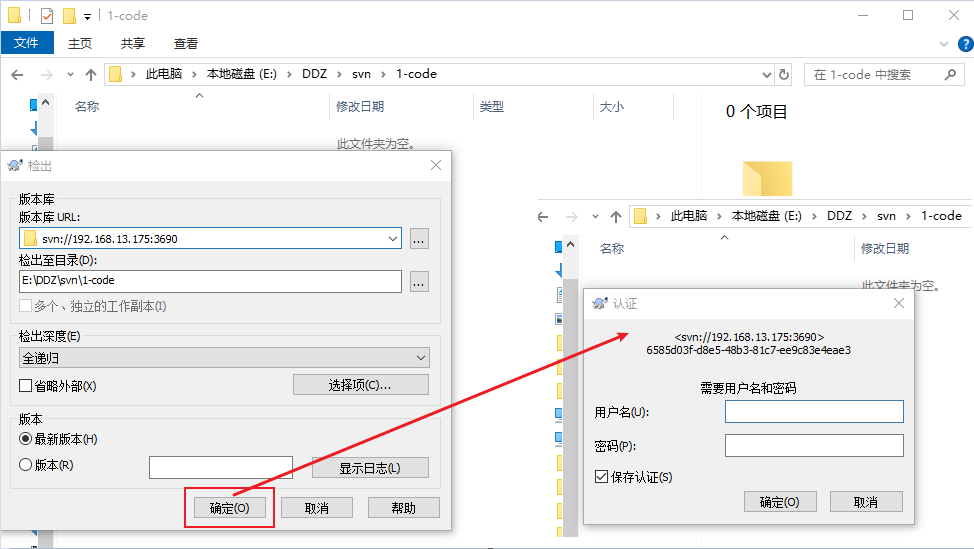 1-code
文件 主页 共享 查看
此电脑 本地磁盘 (E:) DDZ svn 1-code
在 1-code 中搜索
名称 修改日期 类型 大小
此文件夹为空。
0 个项目
检出
版本库
版本库 URL:
svn://192.168.13.175:3690
...
检出至目录(D):
E:\DDZ\svn\1-code
...
多个、独立的工作副本(I)
检出深度(E)
全递归
省略外部(X)
选择项(C)...
版本
最新版本(H)
版本(R)
显示日志(L)
确定(O) 取消 帮助
此电脑 本地磁盘 (E:) DDZ svn 1-code
名称 修改日期
此文件夹为空。
认证
<svn://192.168.13.175:3690>
6585d03f-d8e5-48b3-81c7-ee9c83e4eae3
需要用户名和密码
用户名(U):
密码(P):
保存认证(S)
确定(O) 取消